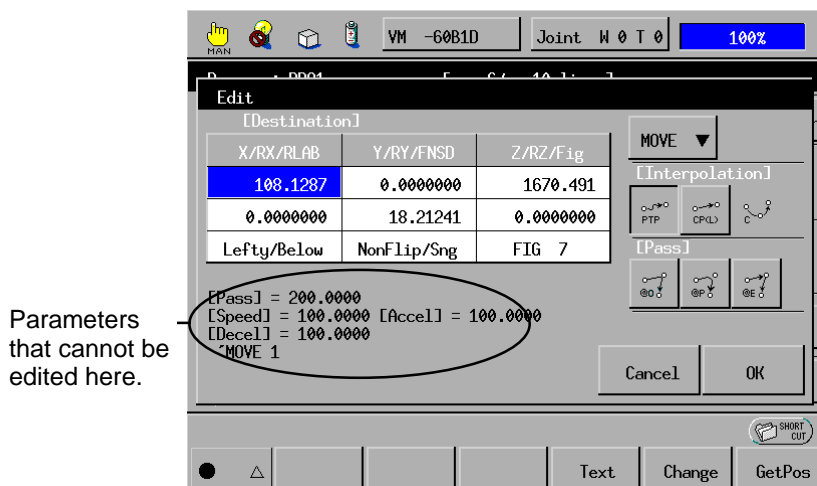 MAN
VM -60B1D
Joint W 0 T 0
100%
Edit
[Destination]
X/RX/RLAB Y/RY/FNSD Z/RZ/Fig
108.1287 0.0000000 1670.491
0.0000000 18.21241 0.0000000
Lefty/Below NonFlip/Sng FIG 7
MOVE ▼
[Interpolation]
PTP CP(L) C
[Pass]
@0 @P @E
[Pass] = 200.0000
[Speed] = 100.0000 [Accel] = 100.0000
[Decel] = 100.0000
´MOVE 1
Parameters
that cannot be
edited here.
Cancel OK
SHORT
CUT
Text Change GetPos